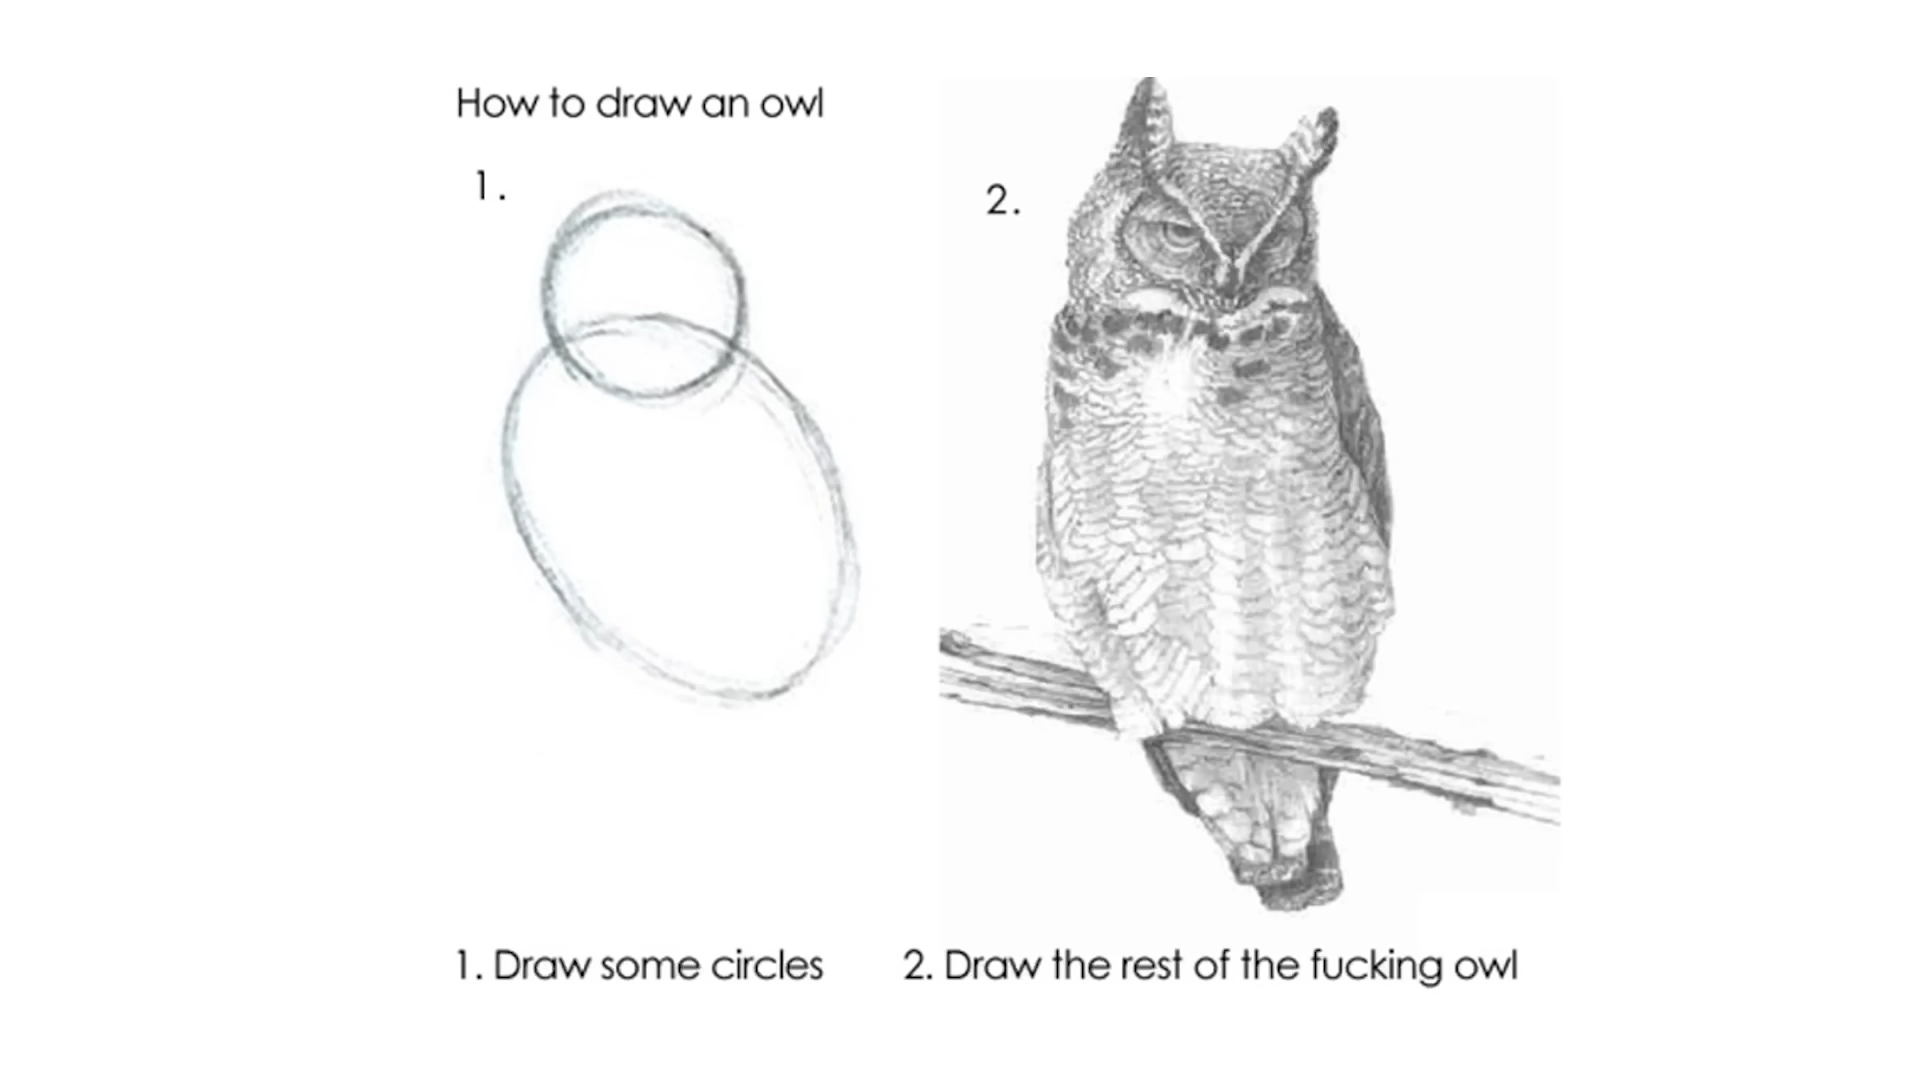 How to draw an owl
1.
2.
1. Draw some circles
2. Draw the rest of the fucking owl